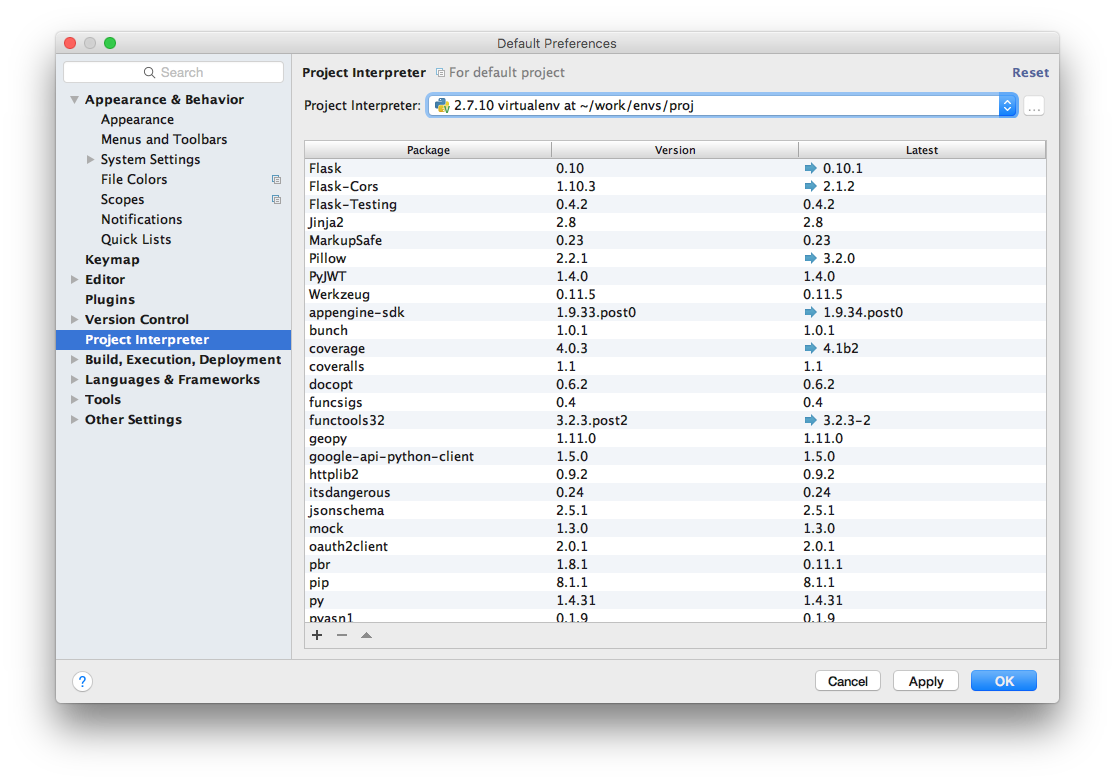 Default Preferences
Search
Appearance & Behavior
Appearance
Menus and Toolbars
System Settings
File Colors
Scopes
Notifications
Quick Lists
Keymap
Editor
Plugins
Version Control
Project Interpreter
Build, Execution, Deployment
Languages & Frameworks
Tools
Other Settings
Project Interpreter For default project Reset
Project Interpreter: 2.7.10 virtualenv at ~/work/envs/proj ...
Package Version Latest
Flask 0.10 0.10.1
Flask-Cors 1.10.3 2.1.2
Flask-Testing 0.4.2 0.4.2
Jinja2 2.8 2.8
MarkupSafe 0.23 0.23
Pillow 2.2.1 3.2.0
PyJWT 1.4.0 1.4.0
Werkzeug 0.11.5 0.11.5
appengine-sdk 1.9.33.post0 1.9.34.post0
bunch 1.0.1 1.0.1
coverage 4.0.3 4.1b2
coveralls 1.1 1.1
docopt 0.6.2 0.6.2
funcsigs 0.4 0.4
functools32 3.2.3.post2 3.2.3-2
geopy 1.11.0 1.11.0
google-api-python-client 1.5.0 1.5.0
httplib2 0.9.2 0.9.2
itsdangerous 0.24 0.24
jsonschema 2.5.1 2.5.1
mock 1.3.0 1.3.0
oauth2client 2.0.1 2.0.1
pbr 1.8.1 0.11.1
pip 8.1.1 8.1.1
py 1.4.31 1.4.31
pyasn1 0.1.9 0.1.9
? Cancel Apply OK